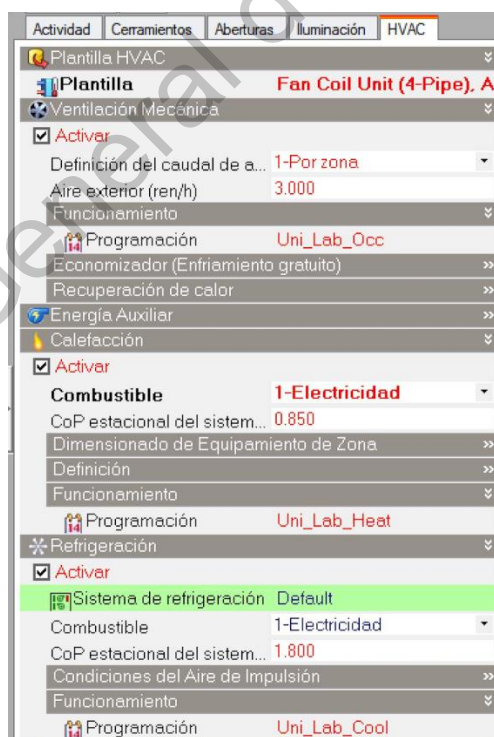 Actividad Cerramientos Aberturas Iluminación HVAC
Plantilla HVAC
Plantilla Fan Coil Unit (4-Pipe), A
Ventilación Mecánica
Activar
Definición del caudal de a... 1-Por zona
Aire exterior (ren/h) 3.000
Funcionamiento
Programación Uni_Lab_Occ
Economizador (Enfriamiento gratuito)
Recuperación de calor
Energía Auxiliar
Calefacción
Activar
Combustible 1-Electricidad
CoP estacional del sistem... 0.850
Dimensionado de Equipamiento de Zona
Definición
Funcionamiento
Programación Uni_Lab_Heat
Refrigeración
Activar
Sistema de refrigeración Default
Combustible 1-Electricidad
CoP estacional del sistem... 1.800
Condiciones del Aire de Impulsión
Funcionamiento
Programación Uni_Lab_Cool
general d